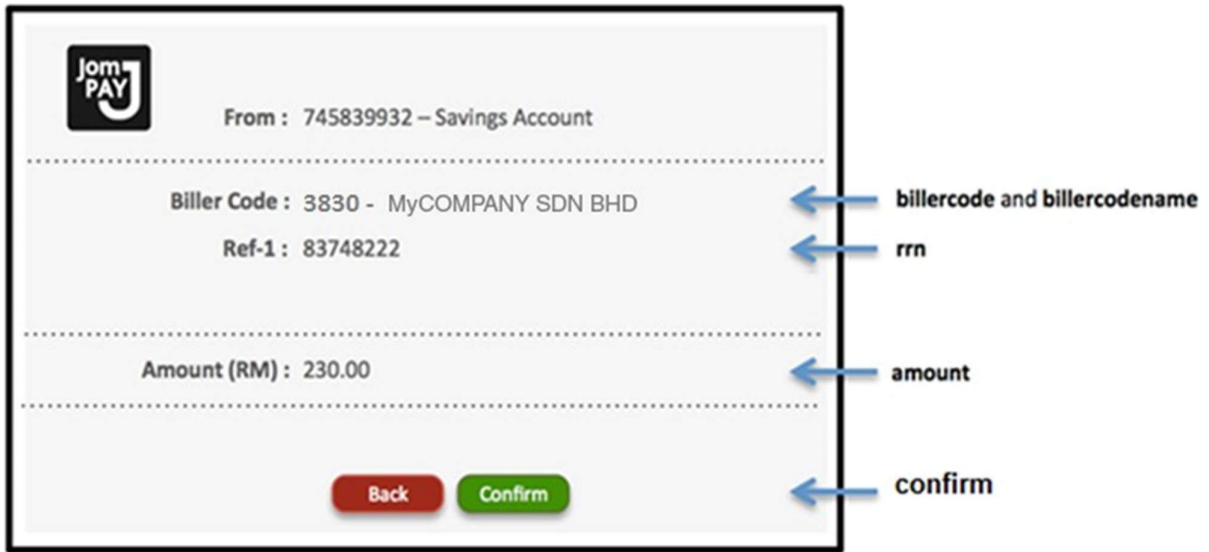 Jom
PAY
From : 745839932 – Savings Account
Biller Code : 3830 - MyCOMPANY SDN BHD
billercode and billercodename
Ref-1 : 83748222
rrn
Amount (RM) : 230.00
amount
Back
Confirm
confirm